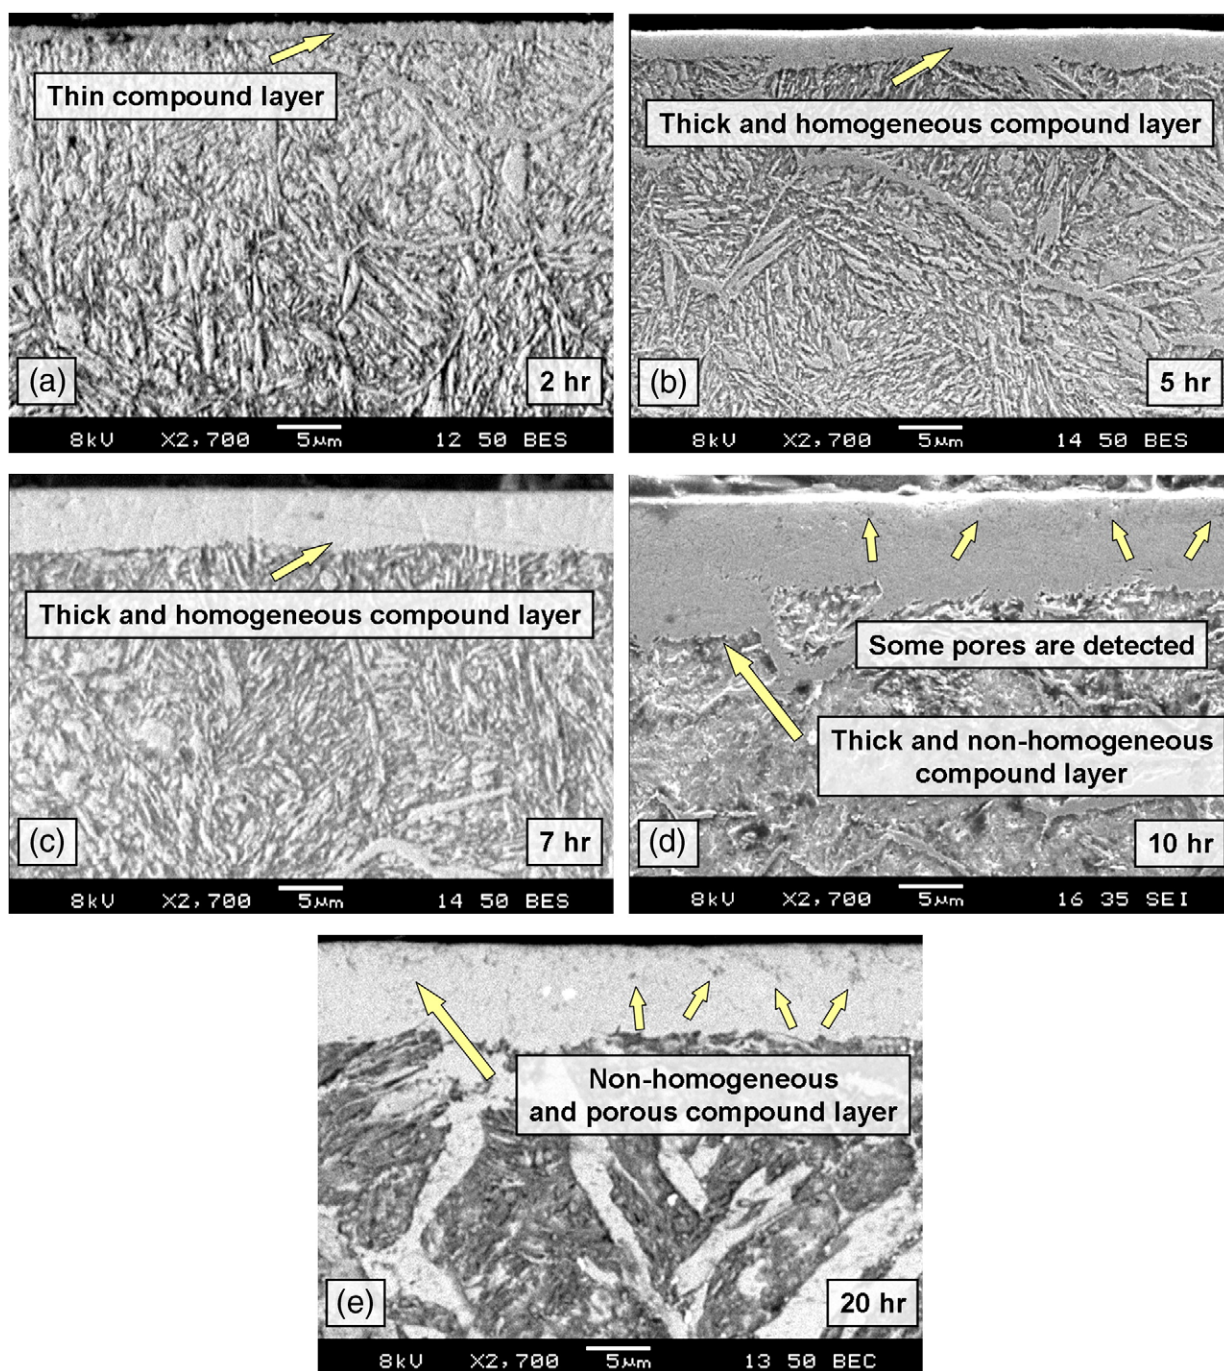 Thin compound layer
(a)
2 hr
8kV X2,700 5μm 12 50 BES
Thick and homogeneous compound layer
(b)
5 hr
8kV X2,700 5μm 14 50 BES
Thick and homogeneous compound layer
(c)
7 hr
8kV X2,700 5μm 14 50 BES
Some pores are detected
Thick and non-homogeneous
compound layer
(d)
10 hr
8kV X2,700 5μm 16 35 SEI
Non-homogeneous
and porous compound layer
(e)
20 hr
8kV X2,700 5μm 13 50 BEC